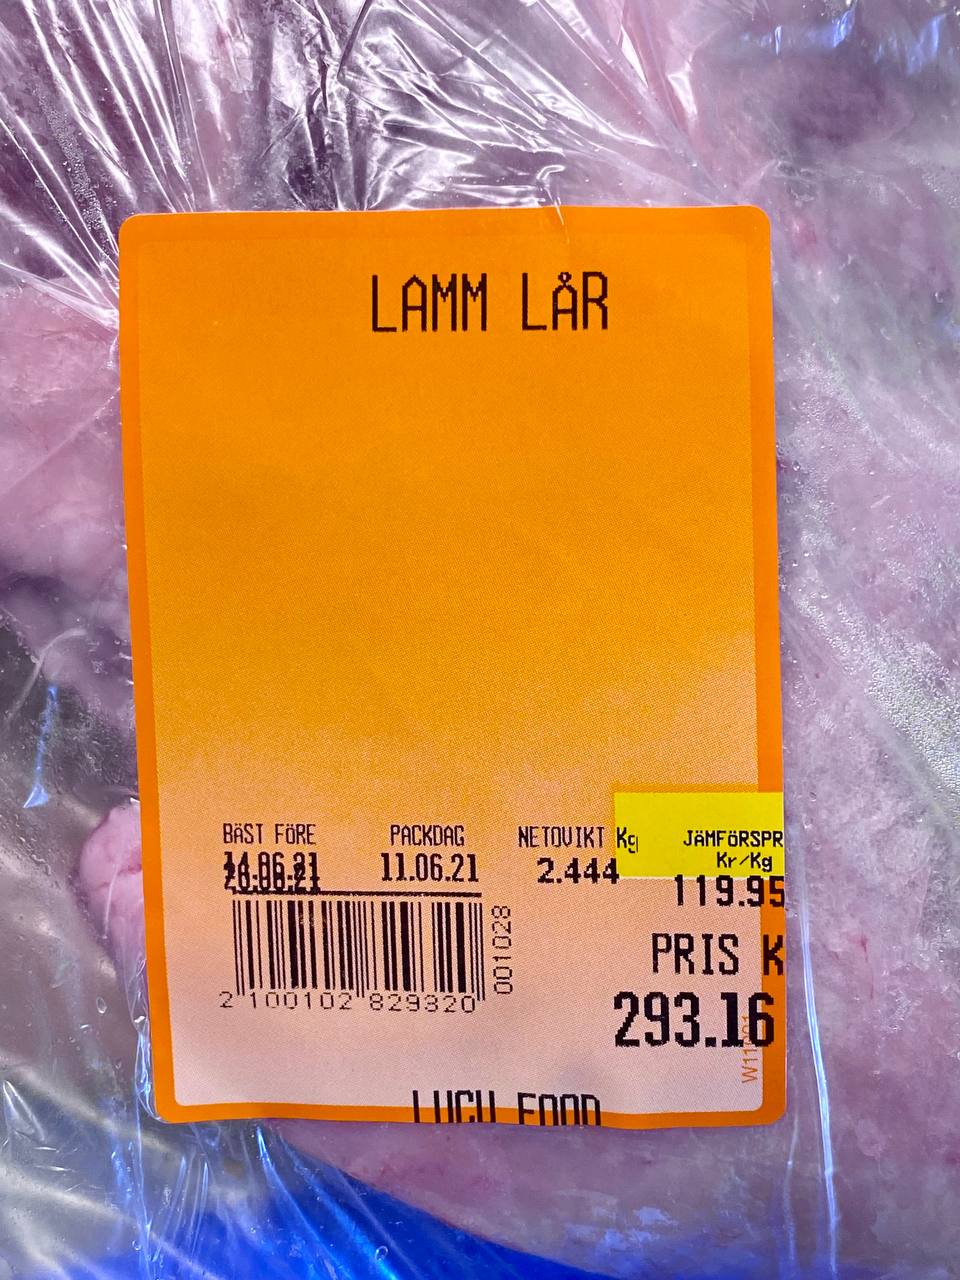 LAMM LÅR
BÄST FÖRE PACKDAG NETOVIKT Kg JÄMFÖRSPR
Kr/Kg
11.06.21 2.444 119.95
001028
PRIS K
2 100102 829320
293.16